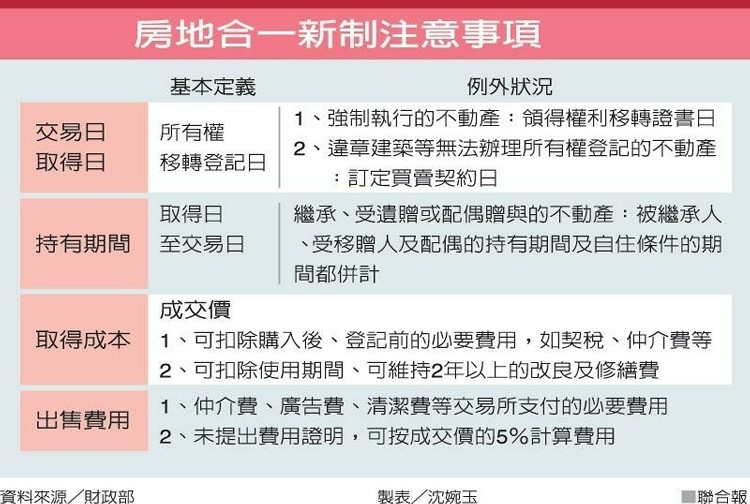 房地合一新制注意事項
基本定義
例外狀況
交易日
取得日
所有權
移轉登記日
1、強制執行的不動產：領得權利移轉證書日
2、違章建築等無法辦理所有權登記的不動產
：訂定買賣契約日
持有期間
取得日
至交易日
繼承、受遺贈或配偶贈與的不動產：被繼承人
、受移贈人及配偶的持有期間及自住條件的期
間都併計
取得成本
成交價
1、可扣除購入後、登記前的必要費用，如契稅、仲介費等
2、可扣除使用期間、可維持2年以上的改良及修繕費
出售費用
1、仲介費、廣告費、清潔費等交易所支付的必要費用
2、未提出費用證明，可按成交價的5%計算費用
資料來源／財政部
製表／沈婉玉
■聯合報